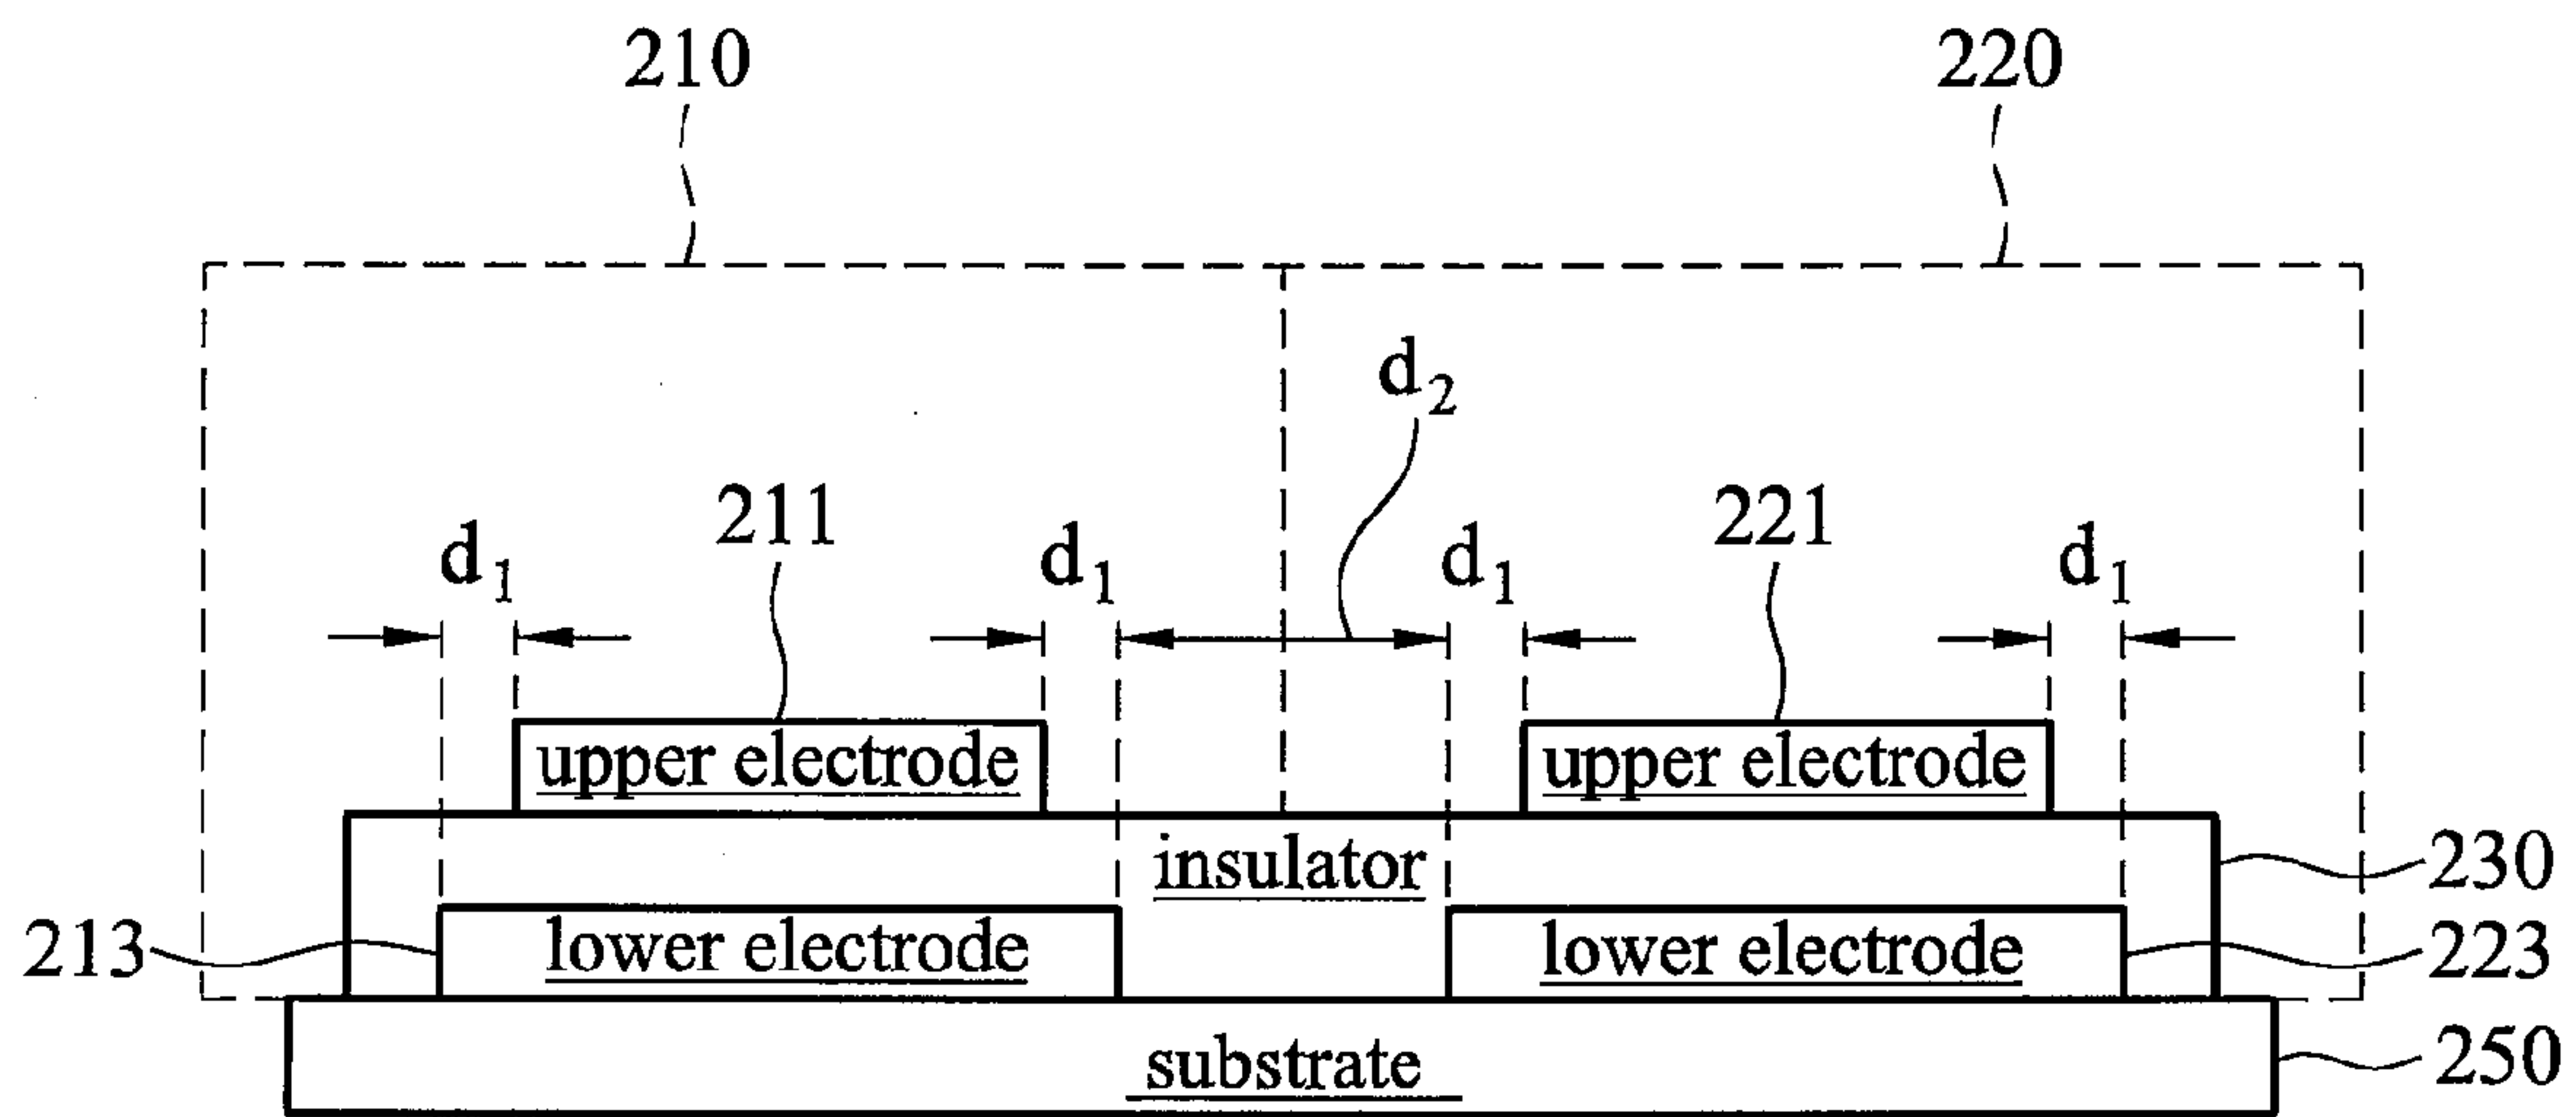 210
220
d2
211
221
d1
d1
d1
d1
upper electrode
upper electrode
insulator
230
213
lower electrode
lower electrode
223
substrate
250